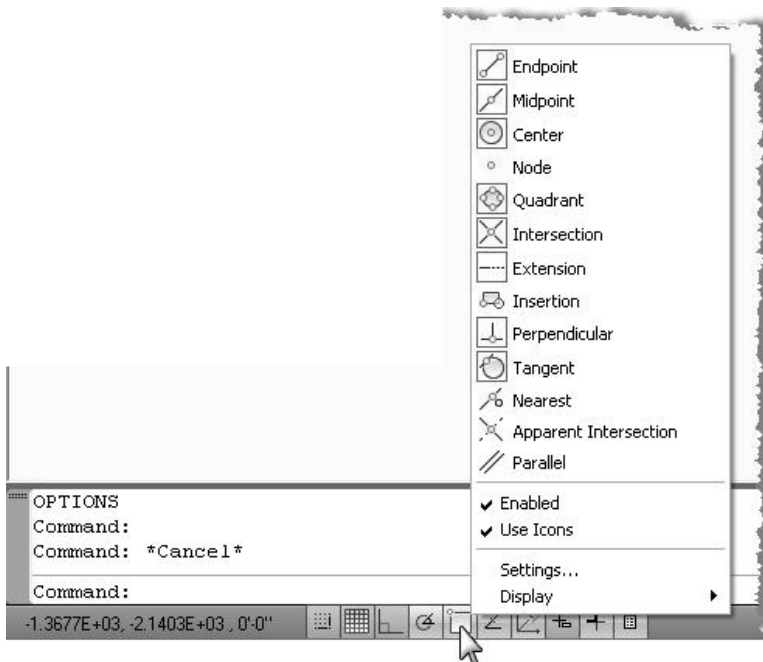 Endpoint
Midpoint
Center
Node
Quadrant
Intersection
Extension
Insertion
Perpendicular
Tangent
Nearest
Apparent Intersection
Parallel
Enabled
Use Icons
Settings...
Display
OPTIONS
Command:
Command: *Cancel*
Command:
-1.3677E+03, -2.1403E+03 , 0'-0"